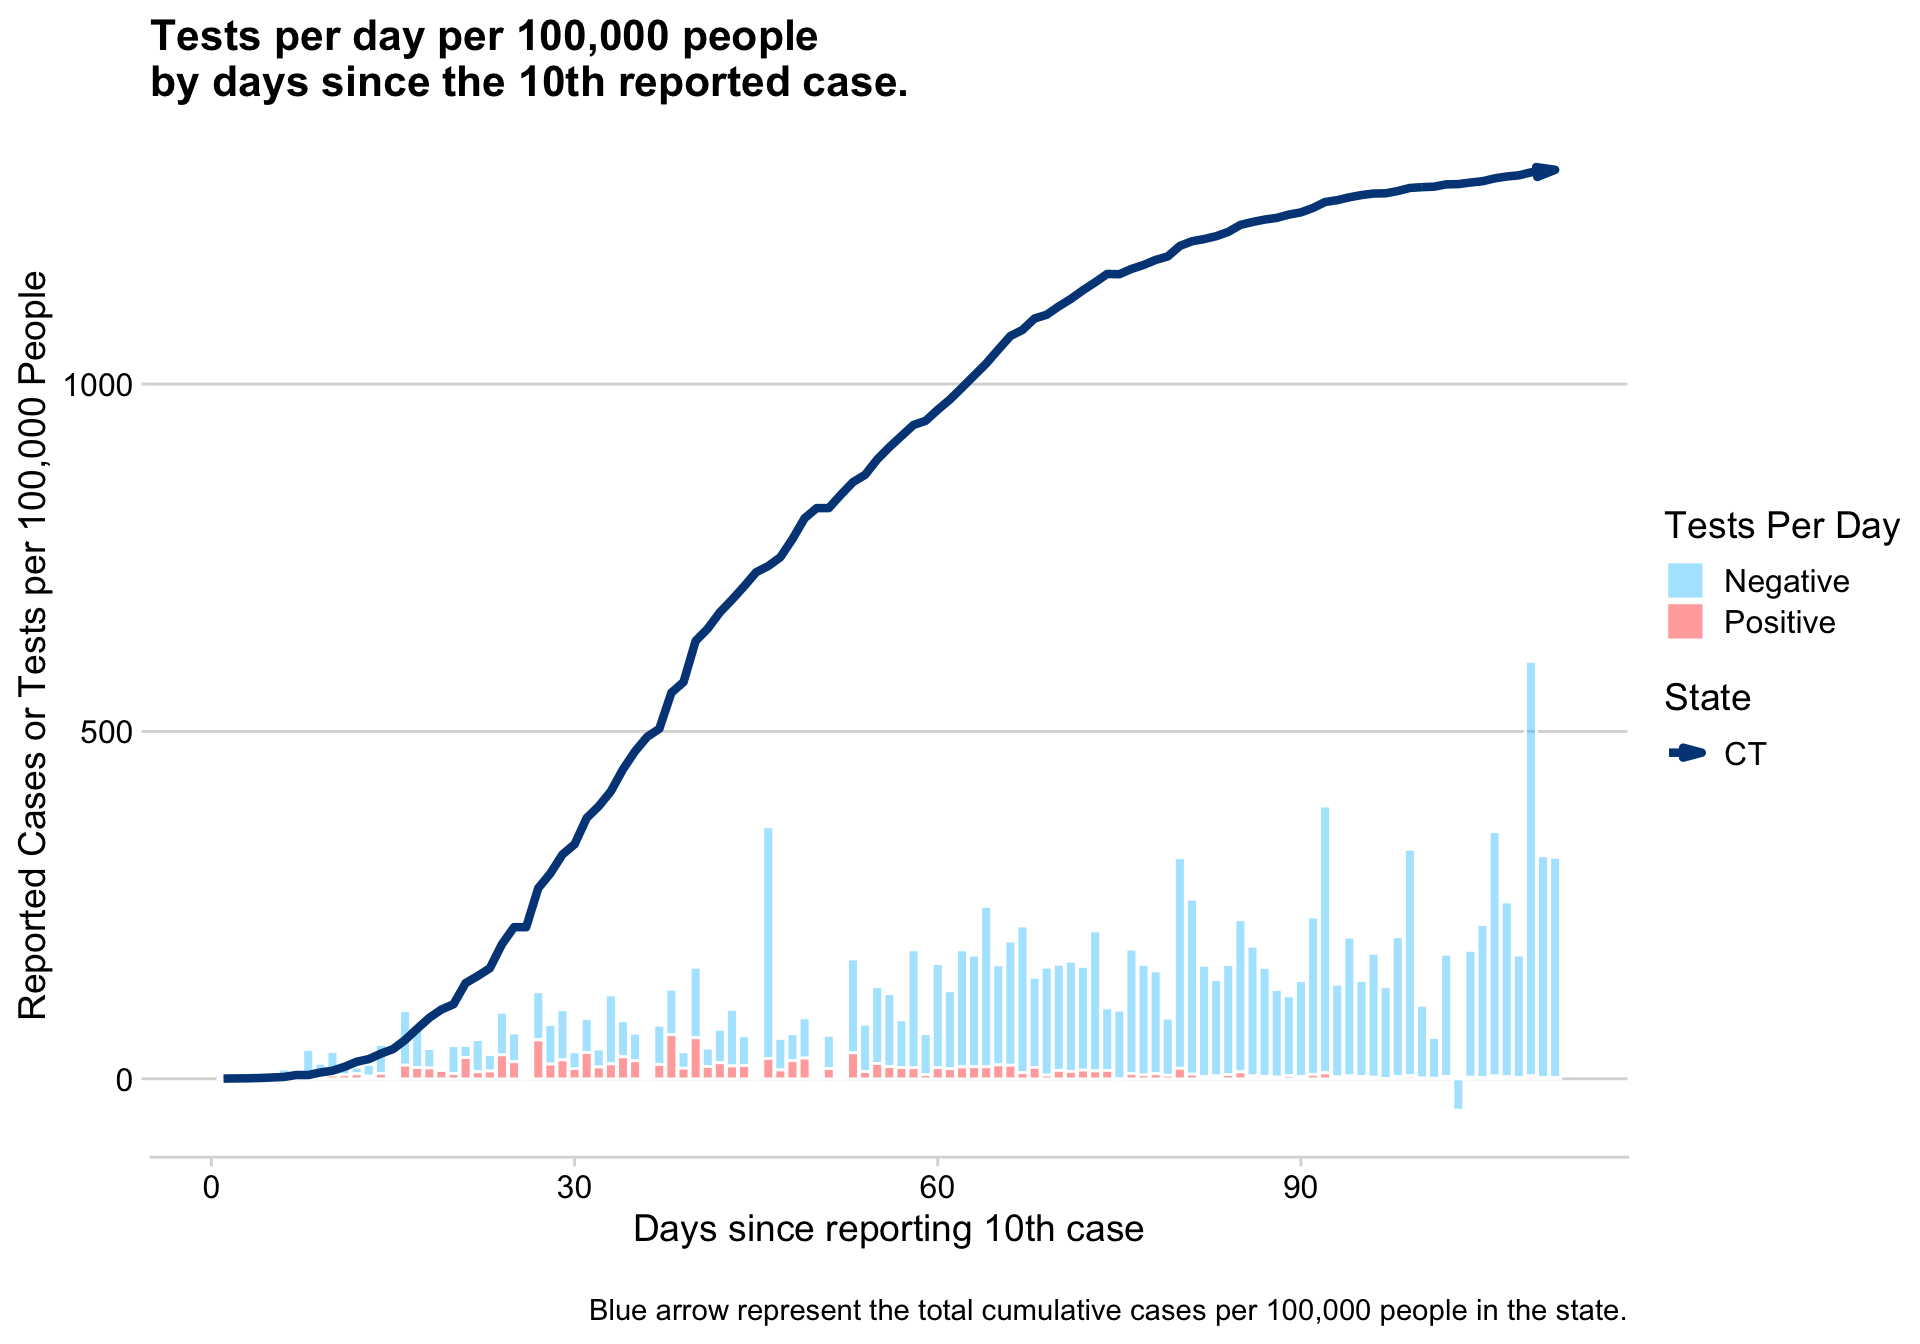 Tests per day per 100,000 people
by days since the 10th reported case.
Reported Cases or Tests per 100,000 People
1000
500
0
0
30
60
90
Days since reporting 10th case
Tests Per Day
Negative
Positive
State
CT
Blue arrow represent the total cumulative cases per 100,000 people in the state.